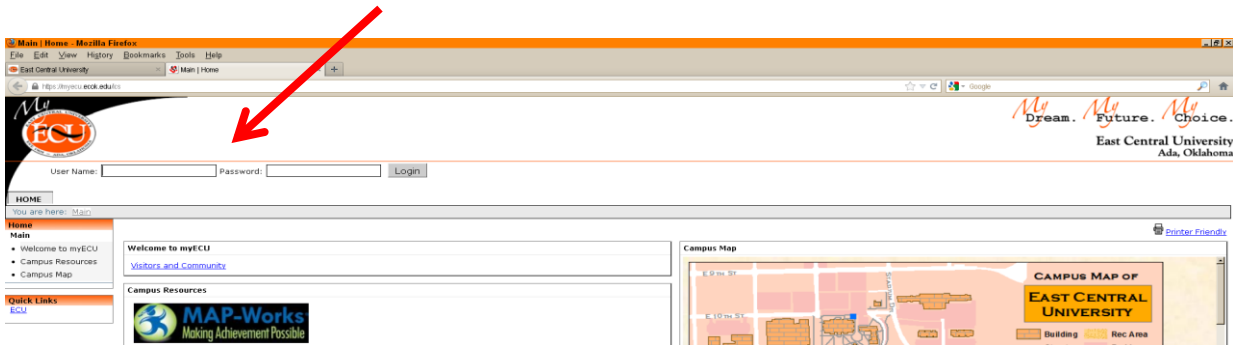 Main | Home - Mozilla Firefox
File Edit View History Bookmarks Tools Help
East Central University Main | Home
https://myecu.ecok.edu/ics Google
My
ECU
My Dream. My Future. My Choice.
East Central University
Ada, Oklahoma
User Name: Password: Login
HOME
You are here: Main
Home
Main
• Welcome to myECU
• Campus Resources
• Campus Map
Quick Links
ECU
Printer Friendly
Welcome to myECU
Visitors and Community
Campus Resources
MAP-Works
Making Achievement Possible
Campus Map
E 9TH ST.
E 10TH ST.
CAMPUS MAP OF
EAST CENTRAL
UNIVERSITY
Building Rec Area